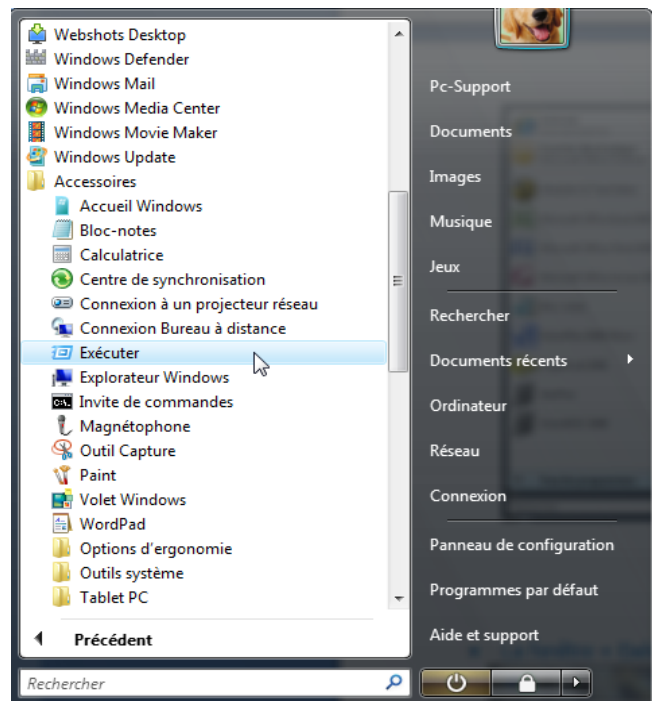 Webshots Desktop
Windows Defender
Windows Mail
Windows Media Center
Windows Movie Maker
Windows Update
Accessoires
Accueil Windows
Bloc-notes
Calculatrice
Centre de synchronisation
Connexion à un projecteur réseau
Connexion Bureau à distance
Exécuter
Explorateur Windows
Invite de commandes
Magnétophone
Outil Capture
Paint
Volet Windows
WordPad
Options d'ergonomie
Outils système
Tablet PC
Précédent
Rechercher
Pc-Support
Documents
Images
Musique
Jeux
Rechercher
Documents récents
Ordinateur
Réseau
Connexion
Panneau de configuration
Programmes par défaut
Aide et support